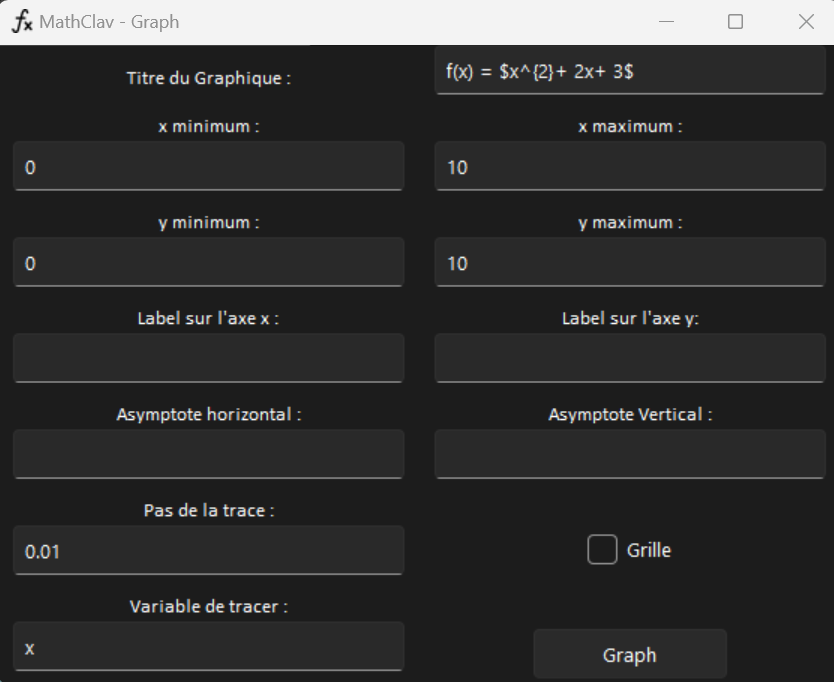 fx MathClav - Graph
Titre du Graphique : f(x) = $x^{2}+ 2x+ 3$
x minimum : x maximum :
0 10
y minimum : y maximum :
0 10
Label sur l'axe x : Label sur l'axe y:
Asymptote horizontal : Asymptote Vertical :
Pas de la trace :
0.01 Grille
Variable de tracer :
x Graph